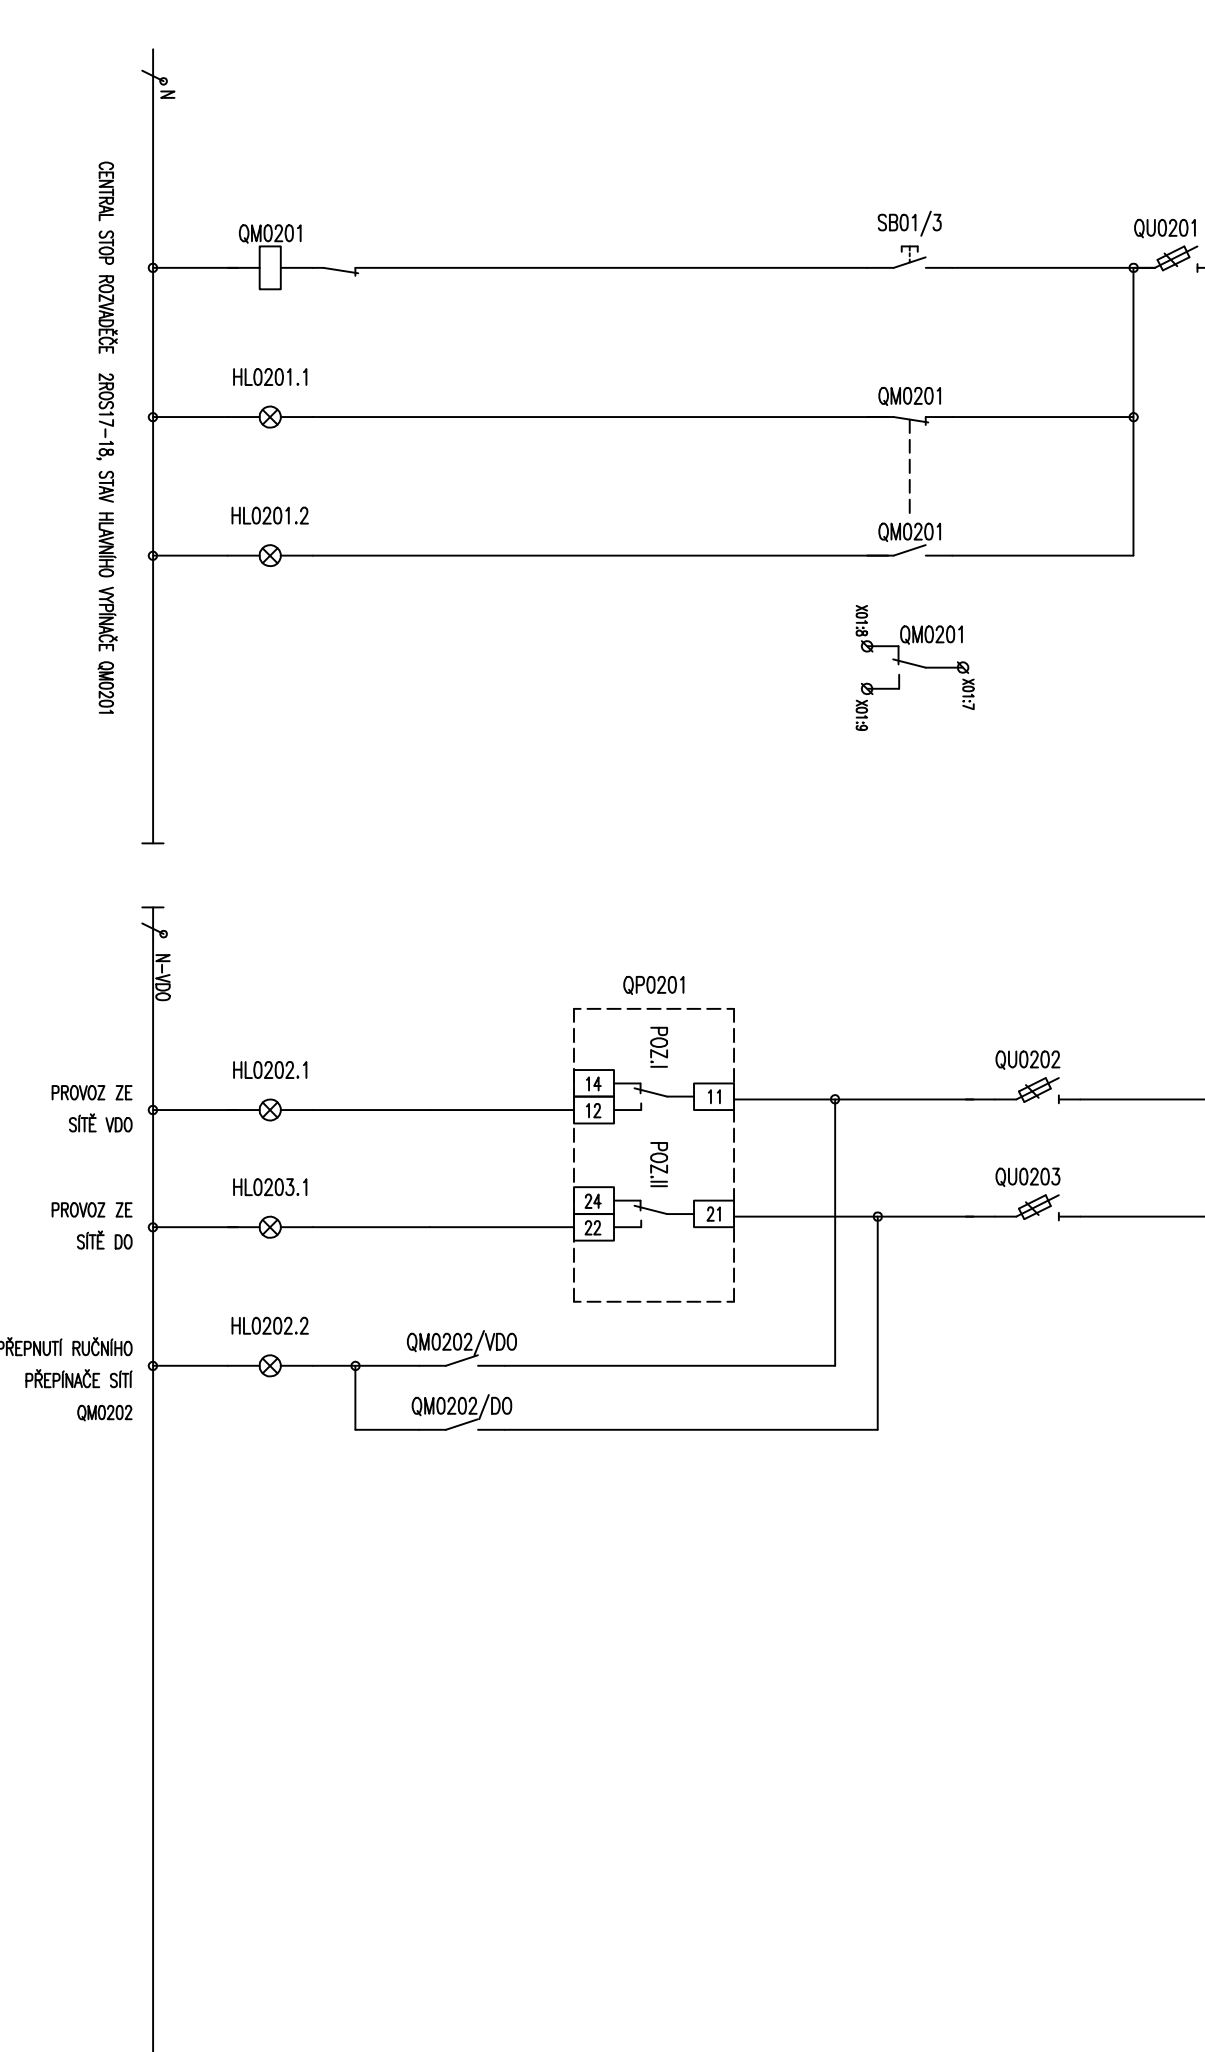 N
CENTRAL STOP ROZVADĚČE 2ROS17-18, STAV HLAVNÍHO VYPÍNAČE QM0201
QM0201
SB01/3
QU0201
HL0201.1
QM0201
HL0201.2
QM0201
X01:8
QM0201
X01:7
X01:9
N-VDO
QP0201
POZ.I
HL0202.1
QU0202
PROVOZ ZE
SÍTĚ VDO
14
12
11
POZ.II
HL0203.1
QU0203
PROVOZ ZE
SÍTĚ DO
24
22
21
HL0202.2
QM0202/VDO
PŘEPNUTÍ RUČNÍHO
PŘEPÍNAČE SÍTÍ
QM0202
QM0202/DO